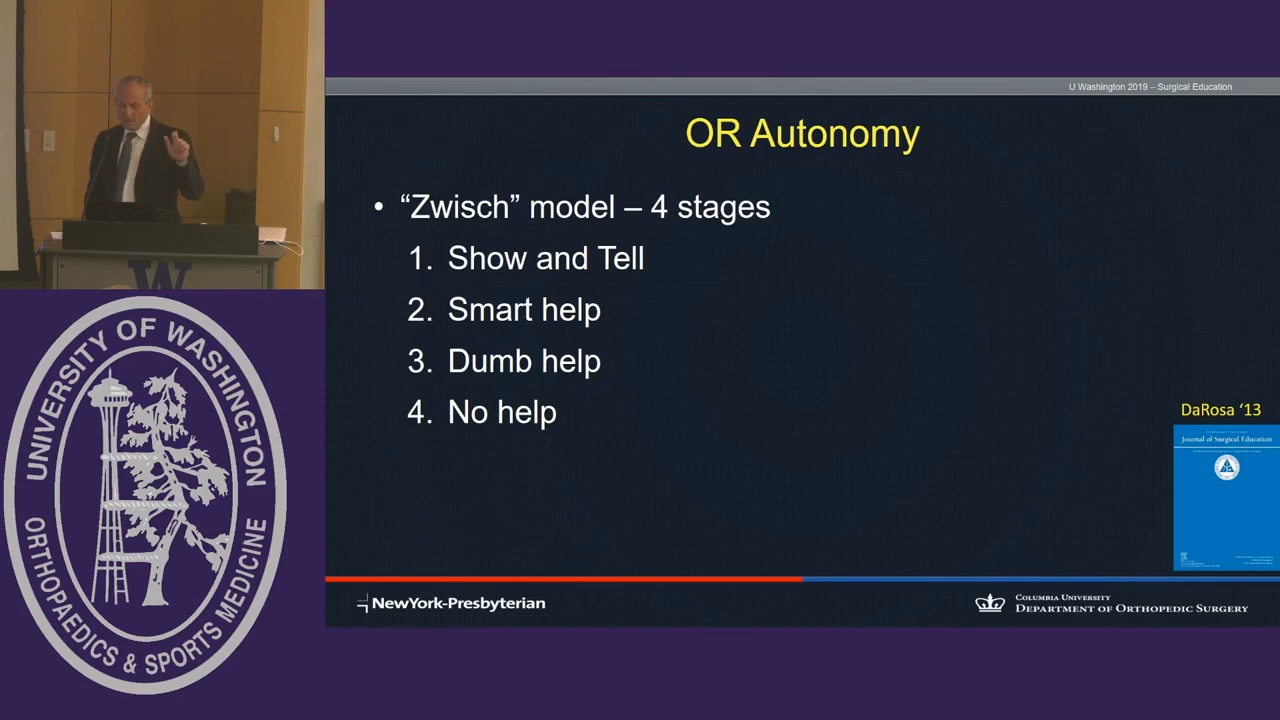 U Washington 2019 – Surgical Education
OR Autonomy
• “Zwisch” model – 4 stages
1. Show and Tell
2. Smart help
3. Dumb help
4. No help
DaRosa ‘13
Journal of Surgical Education
NewYork-Presbyterian
COLUMBIA UNIVERSITY
DEPARTMENT OF ORTHOPEDIC SURGERY
W
UNIVERSITY OF WASHINGTON
ORTHOPAEDICS & SPORTS MEDICINE